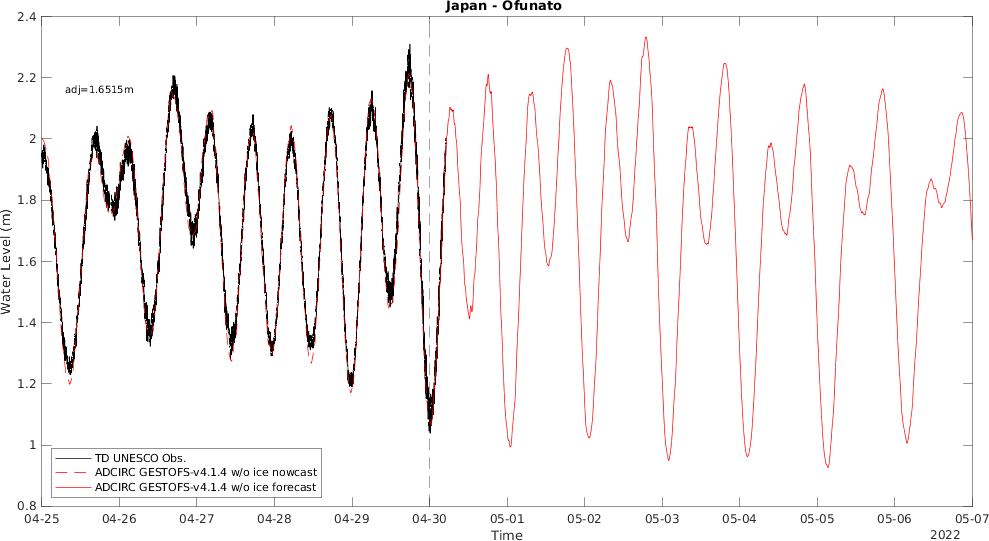 Japan - Ofunato
2.4
2.2
2
1.8
1.6
1.4
1.2
1
0.8
Water Level (m)
adj=1.6515m
TD UNESCO Obs.
ADCIRC GESTOFS-v4.1.4 w/o ice nowcast
ADCIRC GESTOFS-v4.1.4 w/o ice forecast
04-25 04-26 04-27 04-28 04-29 04-30 05-01 05-02 05-03 05-04 05-05 05-06 05-07
Time
2022